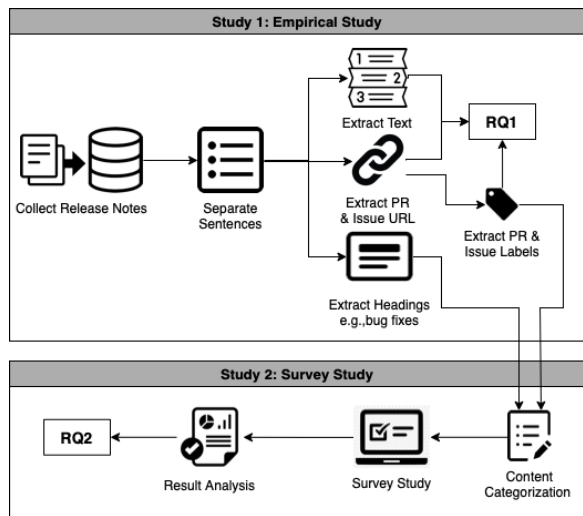 Study 1: Empirical Study
1
2
3
Extract Text
RQ1
Collect Release Notes
Separate
Sentences
Extract PR
& Issue URL
Extract PR &
Issue Labels
Extract Headings
e.g.,bug fixes
Study 2: Survey Study
RQ2
Result Analysis
Survey Study
Content
Categorization